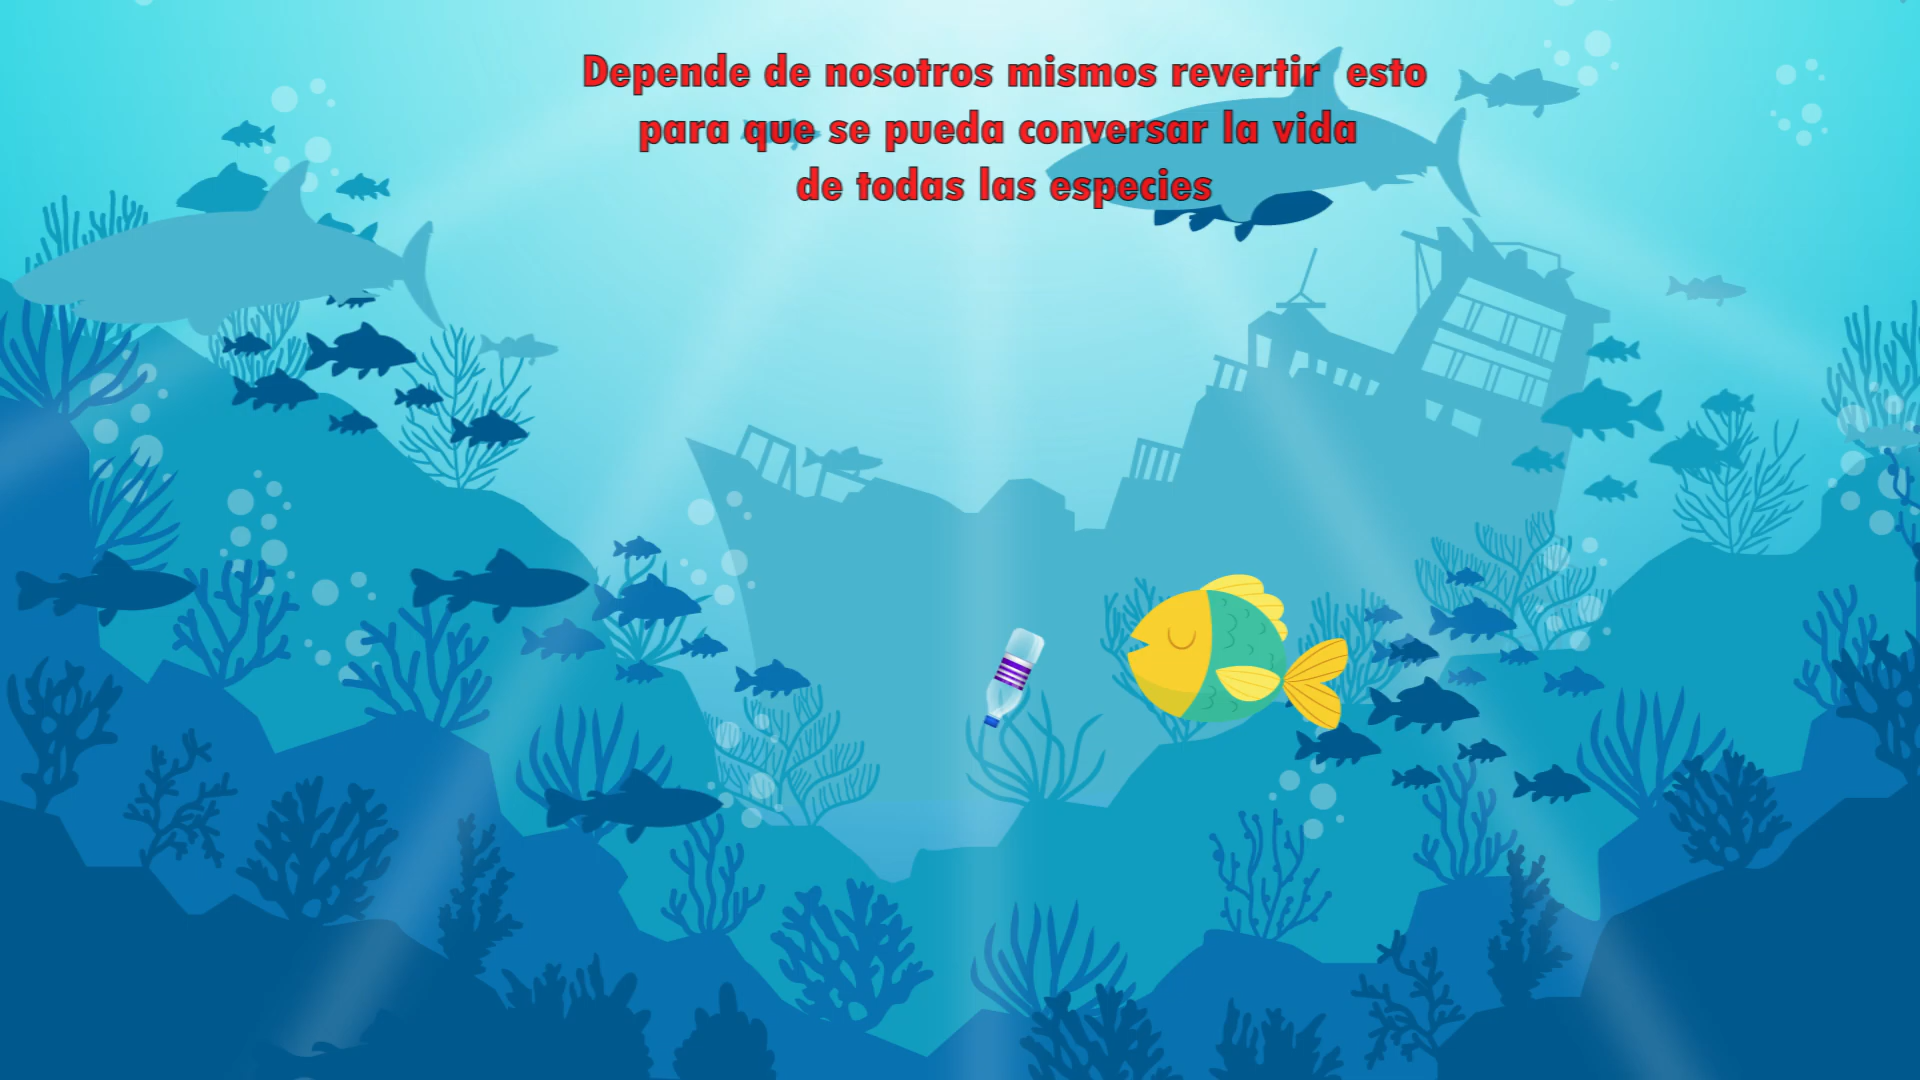 Depende de nosotros mismos revertir esto
para que se pueda conversar la vida
de todas las especies